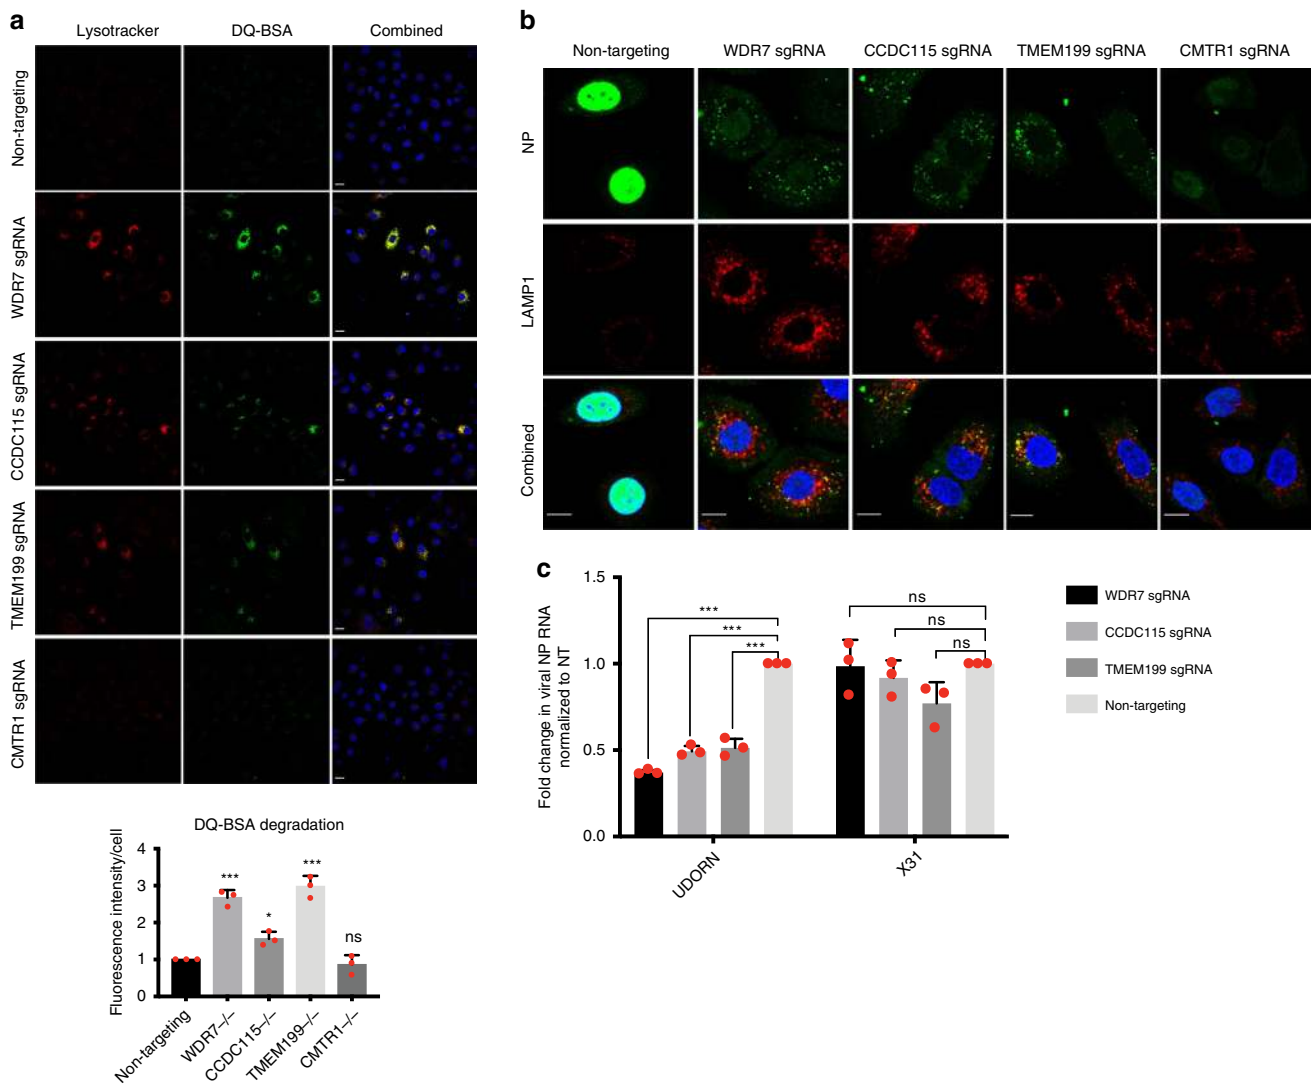 a
Lysotracker DQ-BSA Combined
Non-targeting
WDR7 sgRNA
CCDC115 sgRNA
TMEM199 sgRNA
CMTR1 sgRNA
DQ-BSA degradation
Fluorescence intensity/cell
4
3
2
1
0
***
*
***
ns
Non-targeting
WDR7–/–
CCDC115–/–
TMEM199–/–
CMTR1–/–
b
Non-targeting WDR7 sgRNA CCDC115 sgRNA TMEM199 sgRNA CMTR1 sgRNA
NP
LAMP1
Combined
c
Fold change in viral NP RNA
normalized to NT
1.5
1.0
0.5
0.0
***
***
***
ns
ns
ns
UDORN
X31
WDR7 sgRNA
CCDC115 sgRNA
TMEM199 sgRNA
Non-targeting